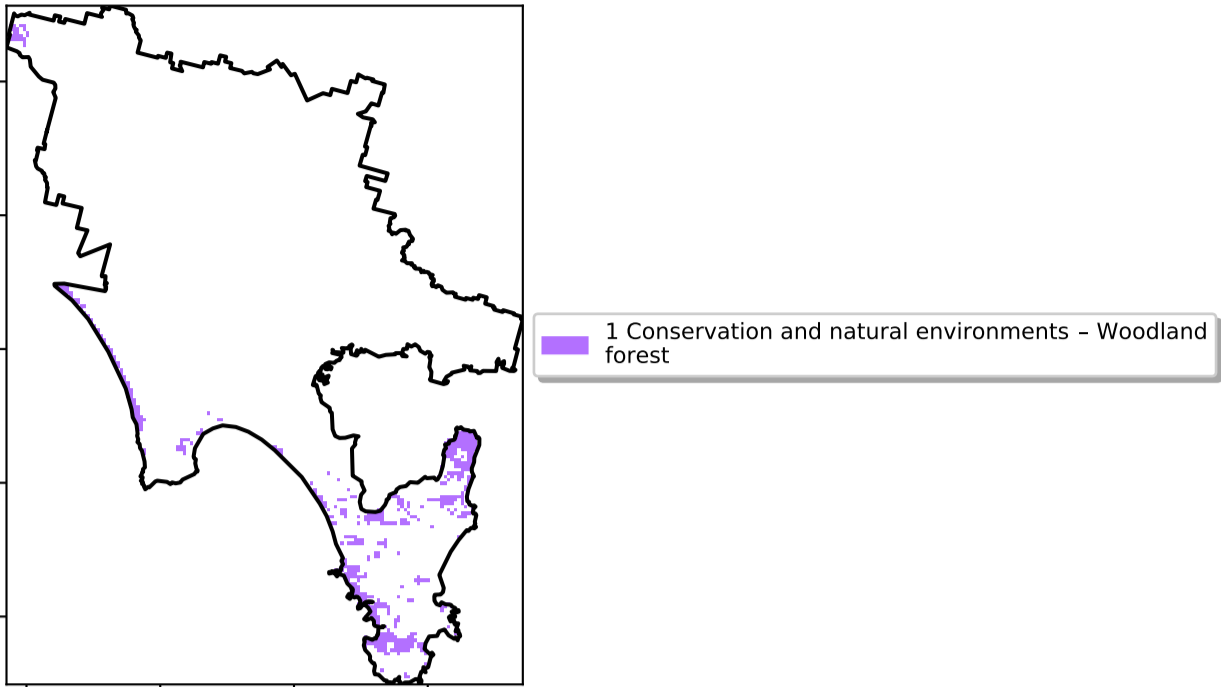 1 Conservation and natural environments – Woodland
forest